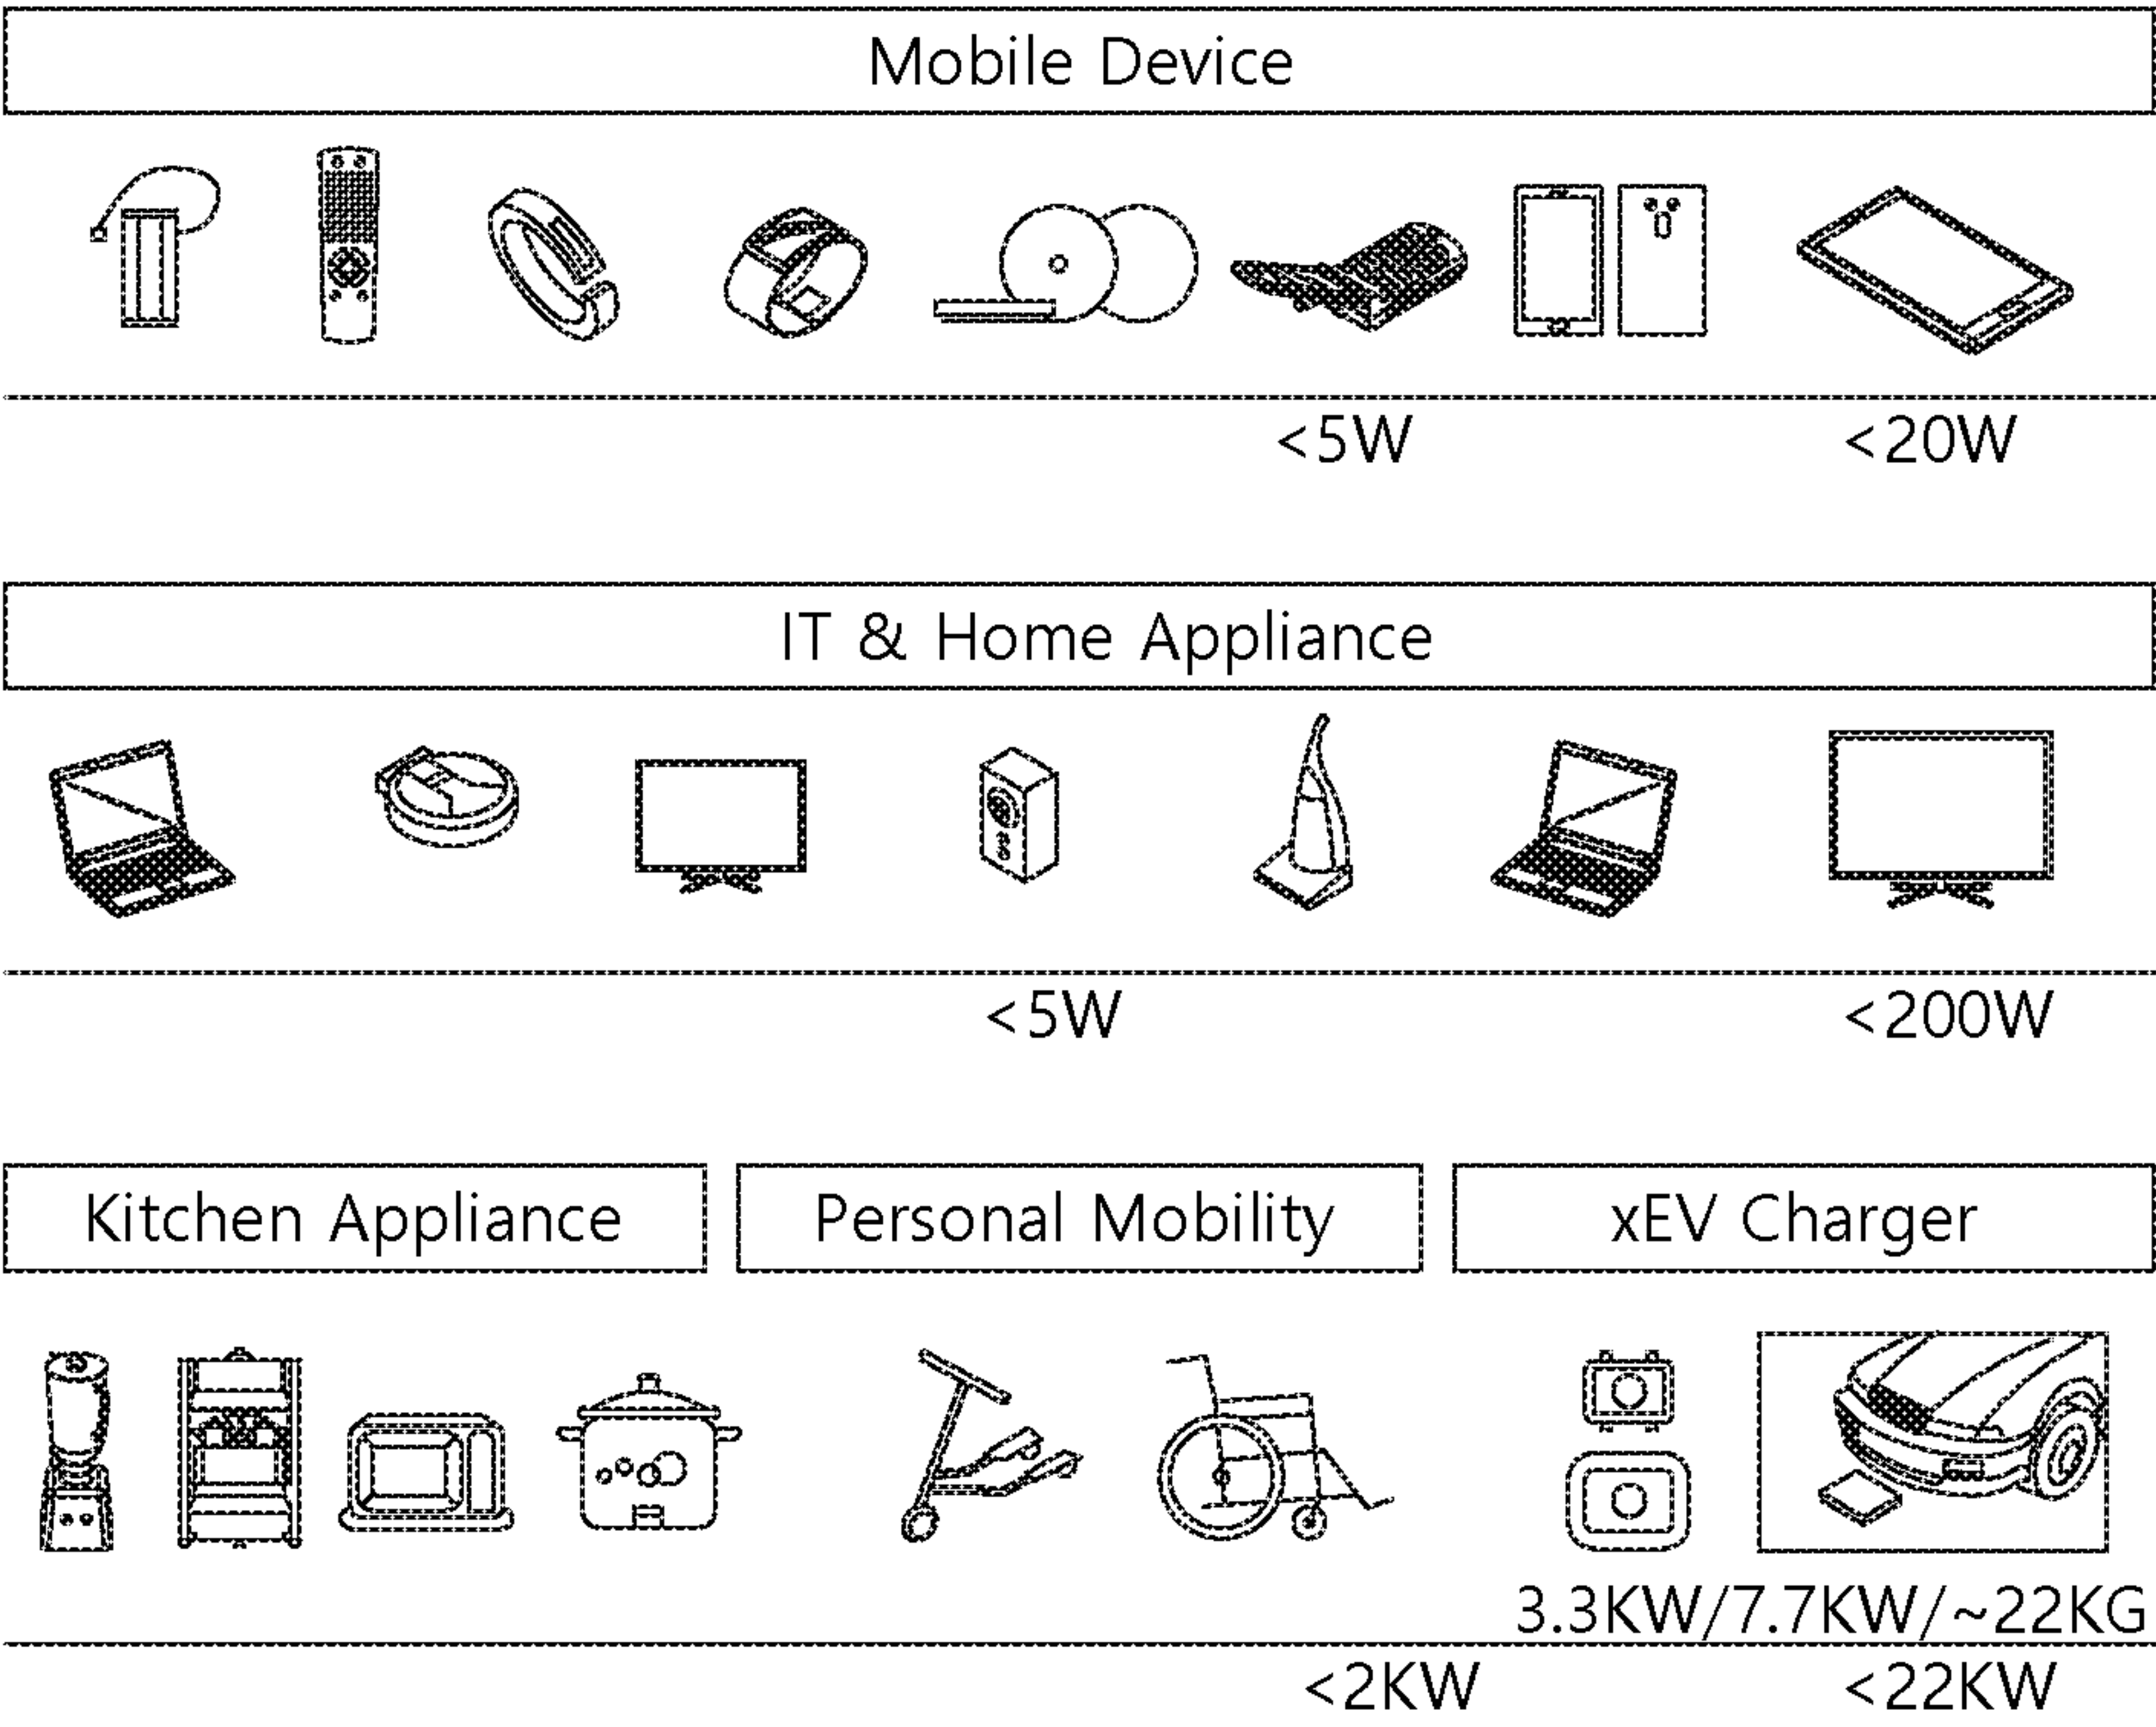 Mobile Device
<5W <20W
IT & Home Appliance
<5W <200W
Kitchen Appliance Personal Mobility xEV Charger
3.3KW/7.7KW/~22KG
<2KW <22KW